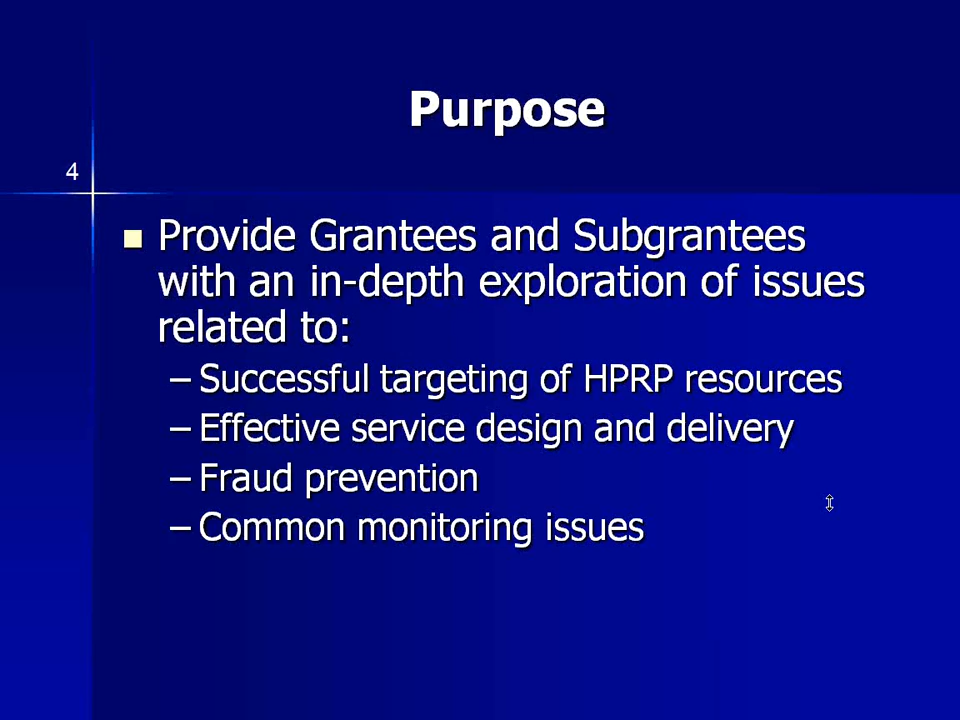 Purpose
4
Provide Grantees and Subgrantees
with an in-depth exploration of issues
related to:
–Successful targeting of HPRP resources
–Effective service design and delivery
–Fraud prevention
–Common monitoring issues